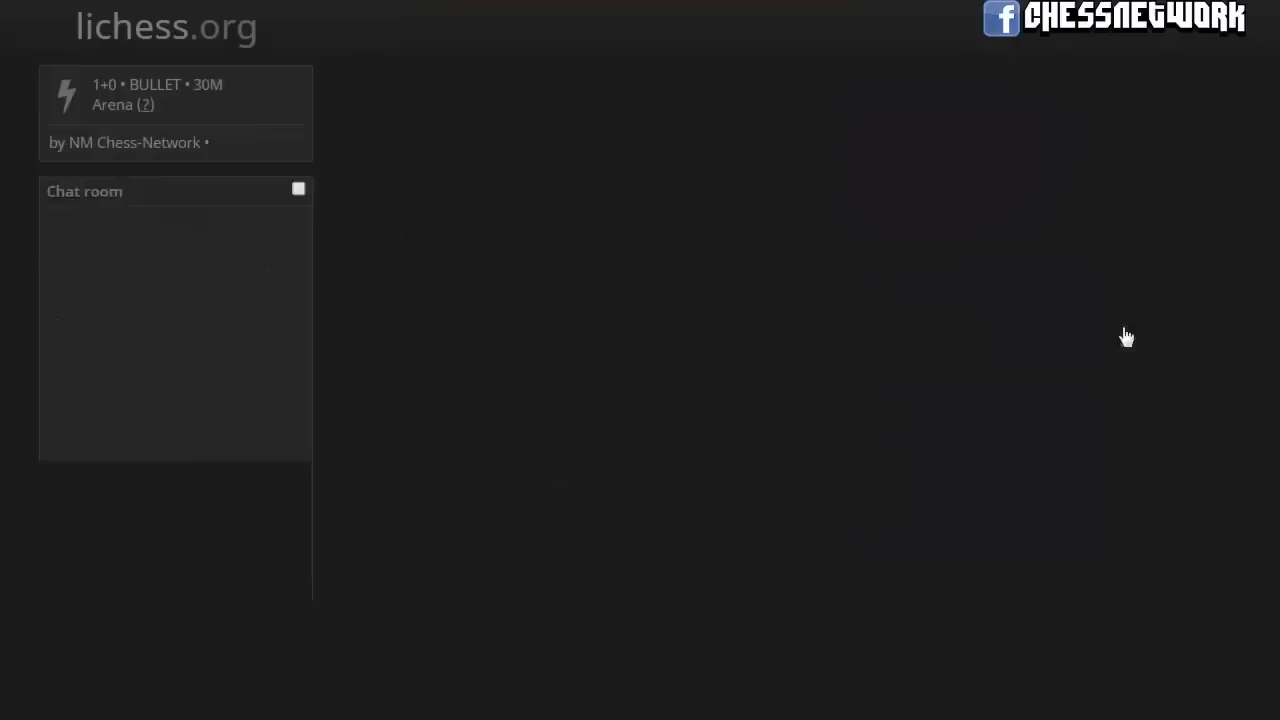 lichess.org
CHESSNETWORK
1+0 • BULLET • 30M
Arena (?)
by NM Chess-Network •
Chat room